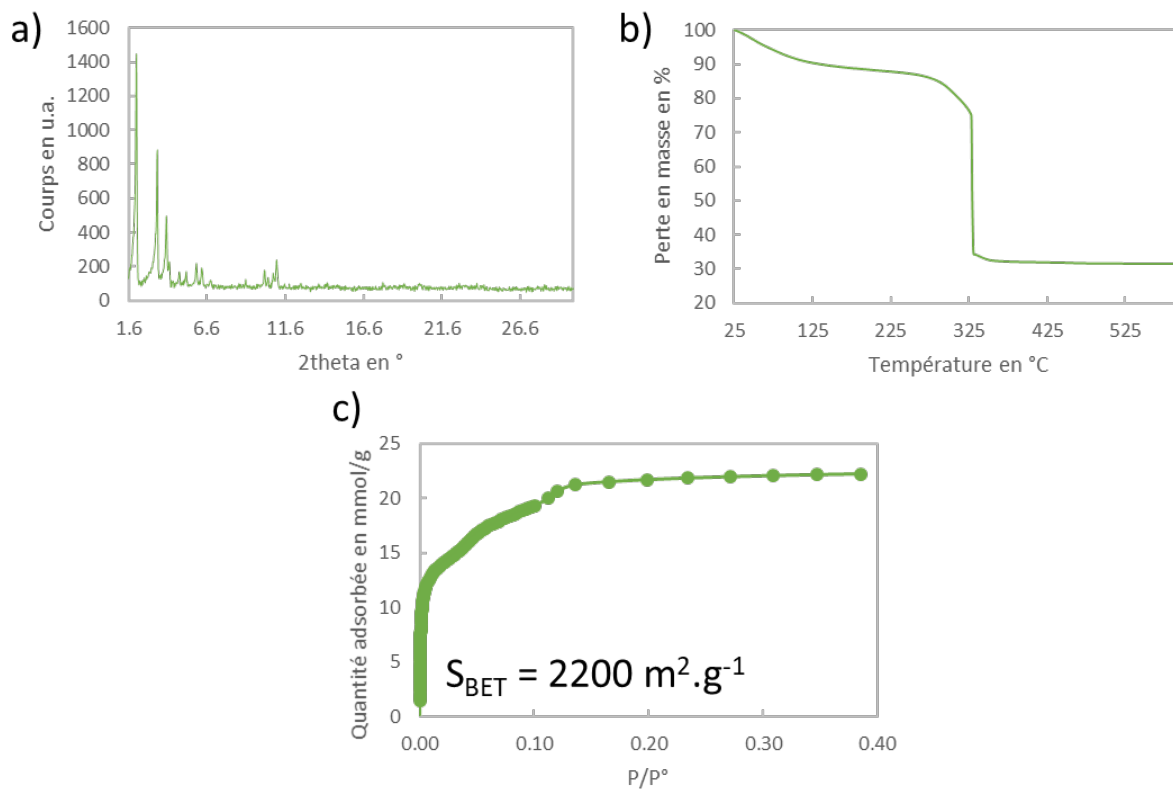 a)
1600
1400
1200
1000
800
600
400
200
0
Courps en u.a.
1.6 6.6 11.6 16.6 21.6 26.6
2theta en °
b)
100
90
80
70
60
50
40
30
20
Perte en masse en %
25 125 225 325 425 525
Température en °C
c)
25
20
15
10
5
0
Quantité adsorbée en mmol/g
S_BET = 2200 m².g⁻¹
0.00 0.10 0.20 0.30 0.40
P/P°